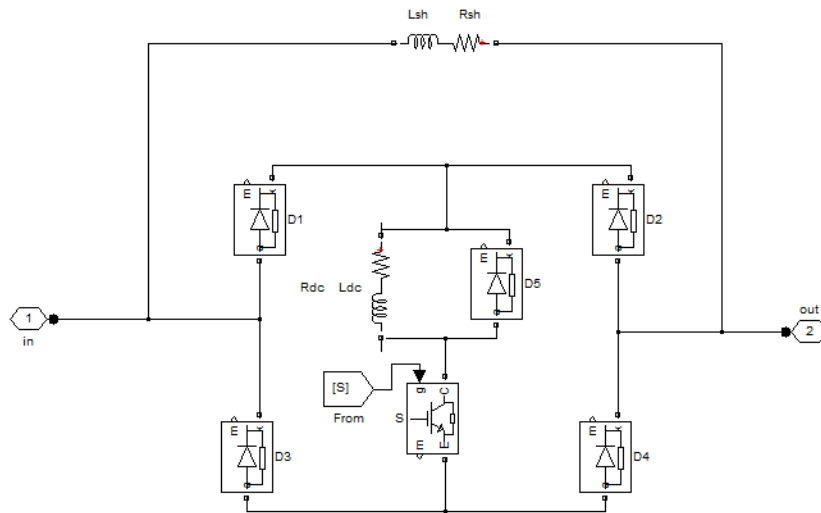 Lsh Rsh
m k
D1
m k
D2
m k
D5
Rdc Ldc
1
in
out
2
[S]
From
g C
S
m E
m k
D3
m k
D4